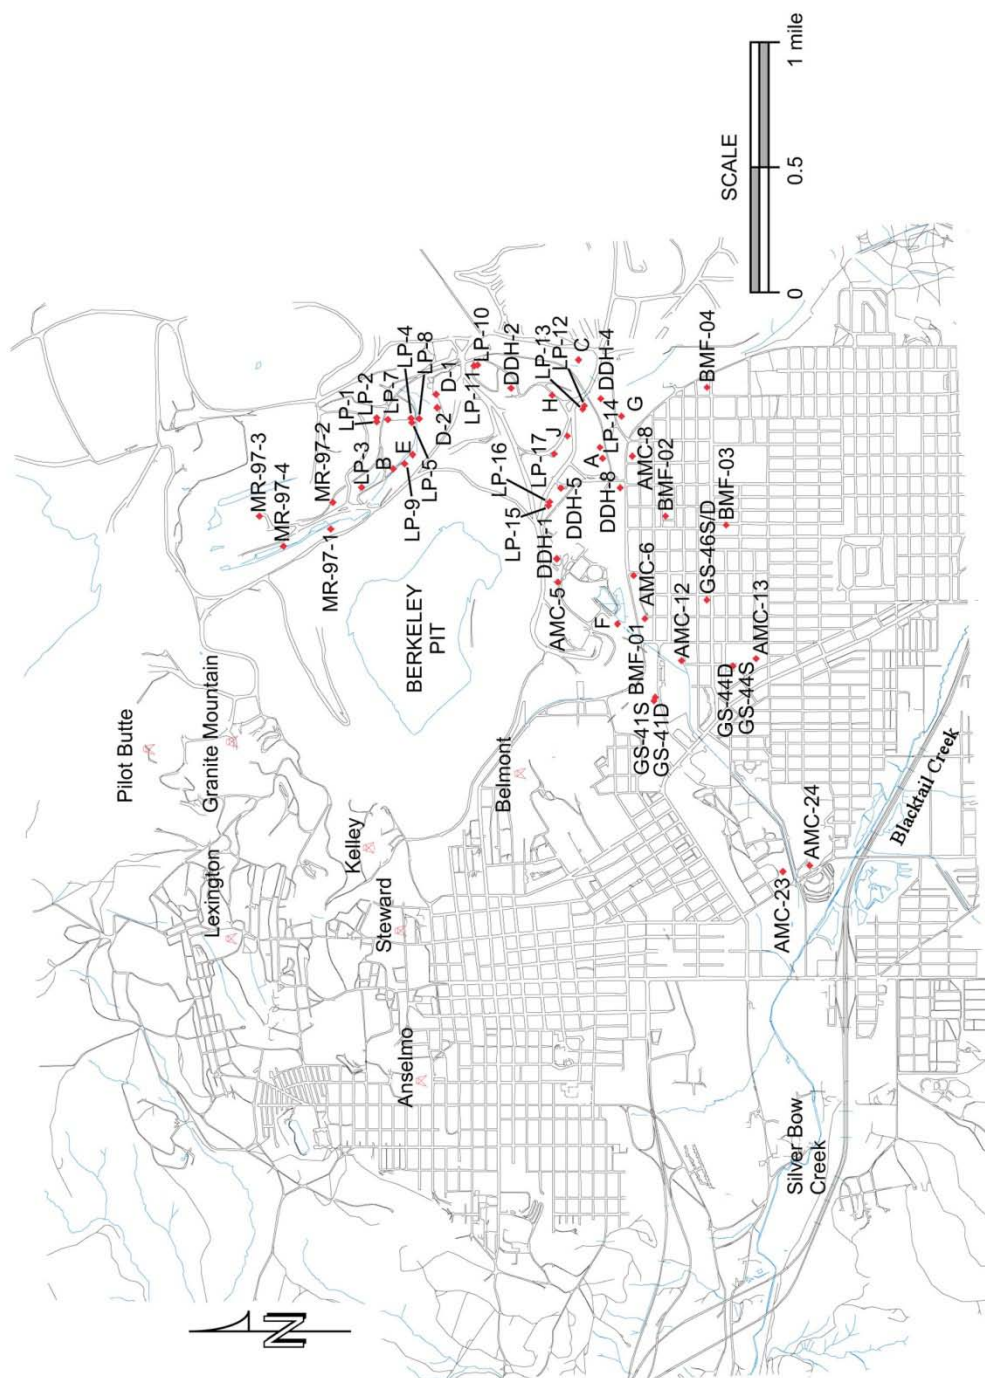 Pilot Butte
Granite Mountain
Lexington
Kelley
Steward
Anselmo
Belmont
BERKELEY
PIT
MR-97-3
MR-97-4
MR-97-2
MR-97-1
LP-1
LP-2
LP-3
LP-7
LP-4
LP-8
B
E
LP-9
LP-5
D-1
D-2
LP-11
LP-10
DDH-2
LP-16
LP-17
LP-15
DDH-1
DDH-5
AMC-5
H
J
LP-13
LP-12
C
A
LP-14
DDH-4
DDH-8
G
F
AMC-8
AMC-6
BMF-02
BMF-01
BMF-04
BMF-03
AMC-12
GS-41S
GS-41D
GS-46S/D
GS-44D
GS-44S
AMC-13
AMC-23
AMC-24
Blacktail Creek
Silver Bow
Creek
N
SCALE
0
0.5
1 mile